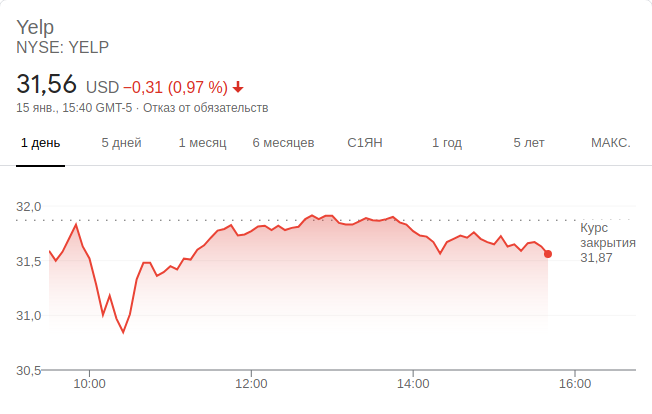 Yelp
NYSE: YELP
31,56 USD −0,31 (0,97 %)
15 янв., 15:40 GMT-5 · Отказ от обязательств
1 день 5 дней 1 месяц 6 месяцев С1ЯН 1 год 5 лет МАКС.
32,0
Курс
закрытия
31,87
31,5
31,0
30,5
10:00 12:00 14:00 16:00